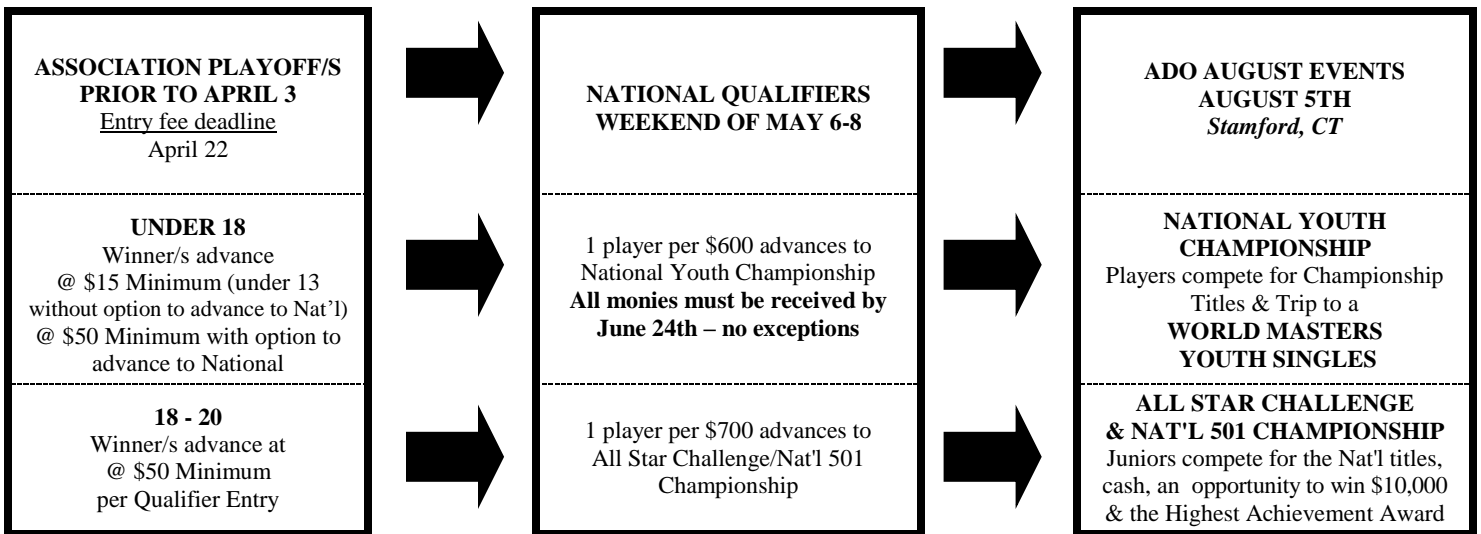 ASSOCIATION PLAYOFF/S
PRIOR TO APRIL 3
Entry fee deadline
April 22
UNDER 18
Winner/s advance
@ $15 Minimum (under 13
without option to advance to Nat’l)
@ $50 Minimum with option to
advance to National
18 - 20
Winner/s advance at
@ $50 Minimum
per Qualifier Entry
NATIONAL QUALIFIERS
WEEKEND OF MAY 6-8
1 player per $600 advances to
National Youth Championship
All monies must be received by
June 24th – no exceptions
1 player per $700 advances to
All Star Challenge/Nat'l 501
Championship
ADO AUGUST EVENTS
AUGUST 5TH
Stamford, CT
NATIONAL YOUTH
CHAMPIONSHIP
Players compete for Championship
Titles & Trip to a
WORLD MASTERS
YOUTH SINGLES
ALL STAR CHALLENGE
& NAT'L 501 CHAMPIONSHIP
Juniors compete for the Nat'l titles,
cash, an opportunity to win $10,000
& the Highest Achievement Award